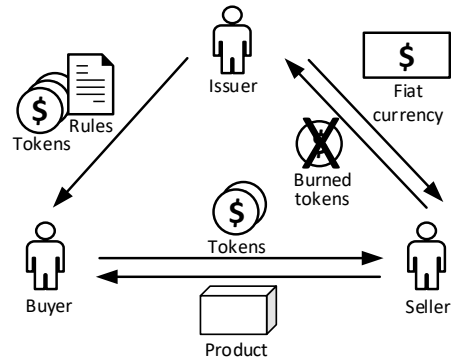 Issuer
$
Fiat
currency
$
Tokens
Rules
$
Burned
tokens
$
Tokens
Buyer
Seller
Product